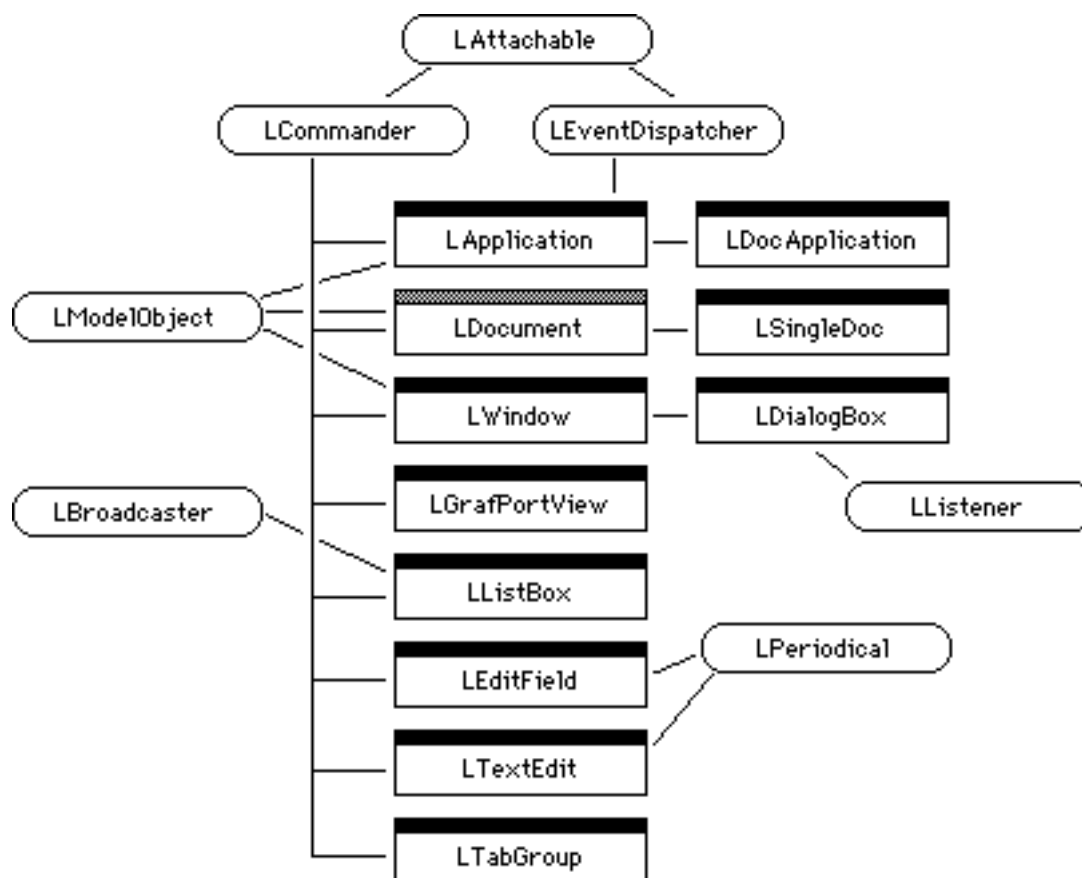 LAttachable
LCommander
LEventDispatcher
LApplication
LDocApplication
LModelObject
LDocument
LSingleDoc
LWindow
LDialogBox
LBroadcaster
LGrafPortView
LListener
LListBox
LPeriodical
LEditField
LTextEdit
LTabGroup